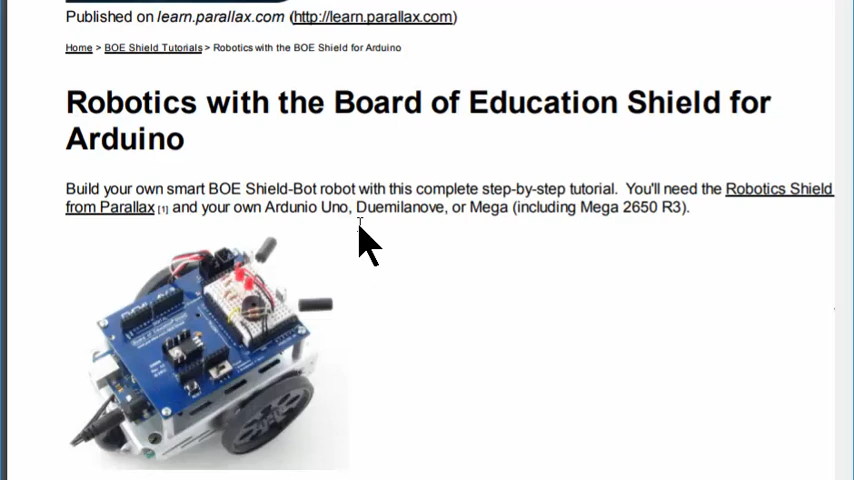 Published on learn.parallax.com (http://learn.parallax.com)
Home > BOE Shield Tutorials > Robotics with the BOE Shield for Arduino
Robotics with the Board of Education Shield for
Arduino
Build your own smart BOE Shield-Bot robot with this complete step-by-step tutorial. You'll need the Robotics Shield
from Parallax [1] and your own Ardunio Uno, Duemilanove, or Mega (including Mega 2650 R3).